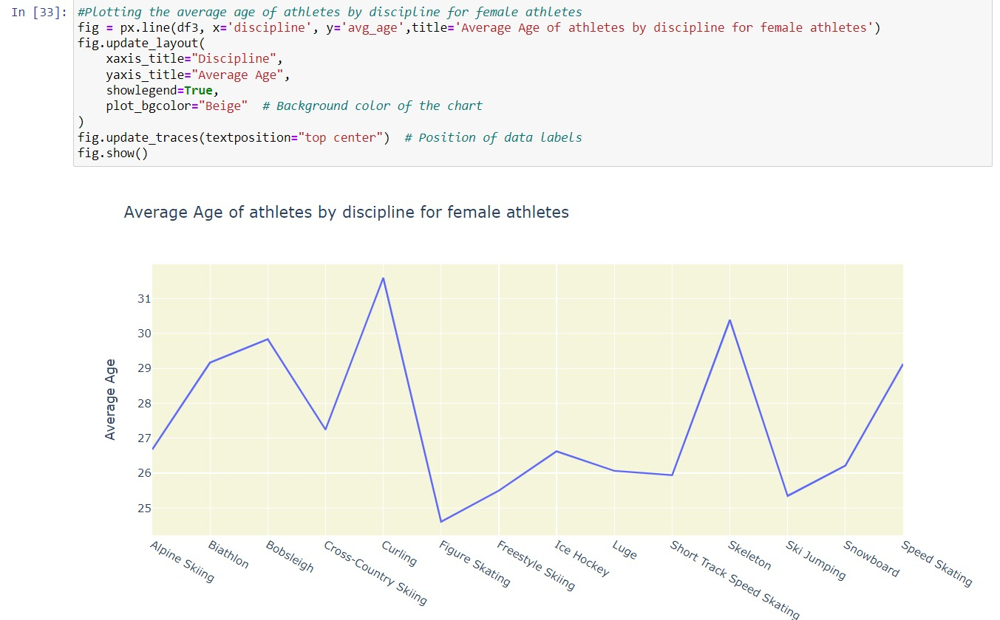 In [33]: #Plotting the average age of athletes by discipline for female athletes
fig = px.line(df3, x='discipline', y='avg_age',title='Average Age of athletes by discipline for female athletes')
fig.update_layout(
    xaxis_title="Discipline",
    yaxis_title="Average Age",
    showlegend=True,
    plot_bgcolor="Beige"  # Background color of the chart
)
fig.update_traces(textposition="top center")  # Position of data labels
fig.show()
Average Age of athletes by discipline for female athletes
Average Age
31
30
29
28
27
26
25
Alpine Skiing
Biathlon
Bobsleigh
Cross-Country Skiing
Curling
Figure Skating
Freestyle Skiing
Ice Hockey
Luge
Short Track Speed Skating
Skeleton
Ski Jumping
Snowboard
Speed Skating